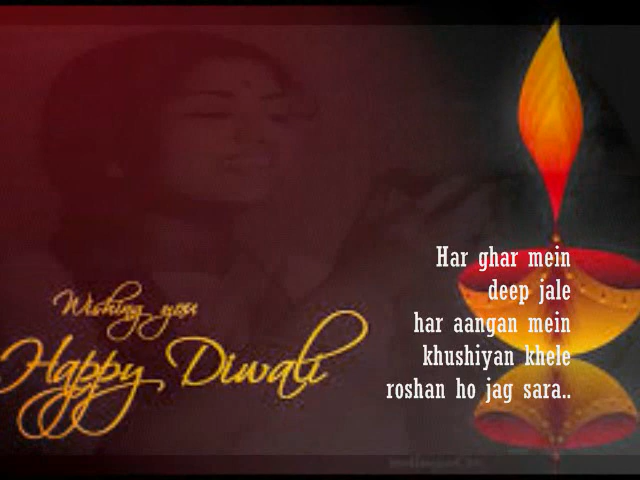 Wishing you
Happy Diwali
Har ghar mein
deep jale
har aangan mein
khushiyan khele
roshan ho jag sara..